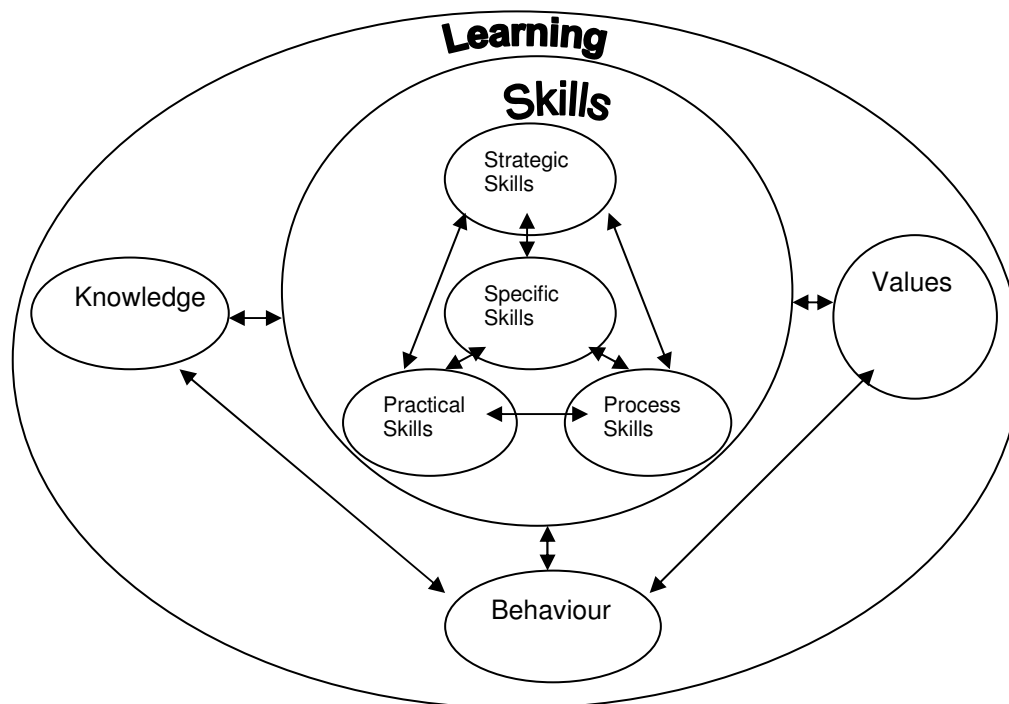 Learning
Skills
Strategic
Skills
Knowledge
Specific
Skills
Values
Practical
Skills
Process
Skills
Behaviour